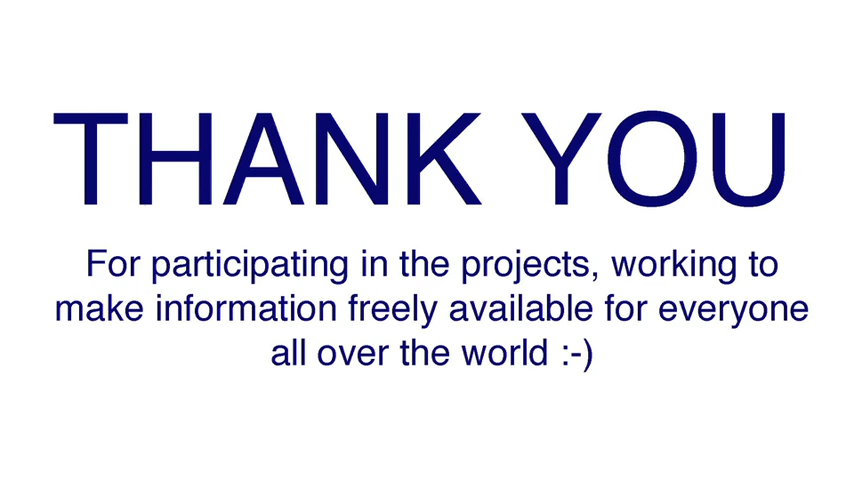 THANK YOU
For participating in the projects, working to
make information freely available for everyone
all over the world :-)